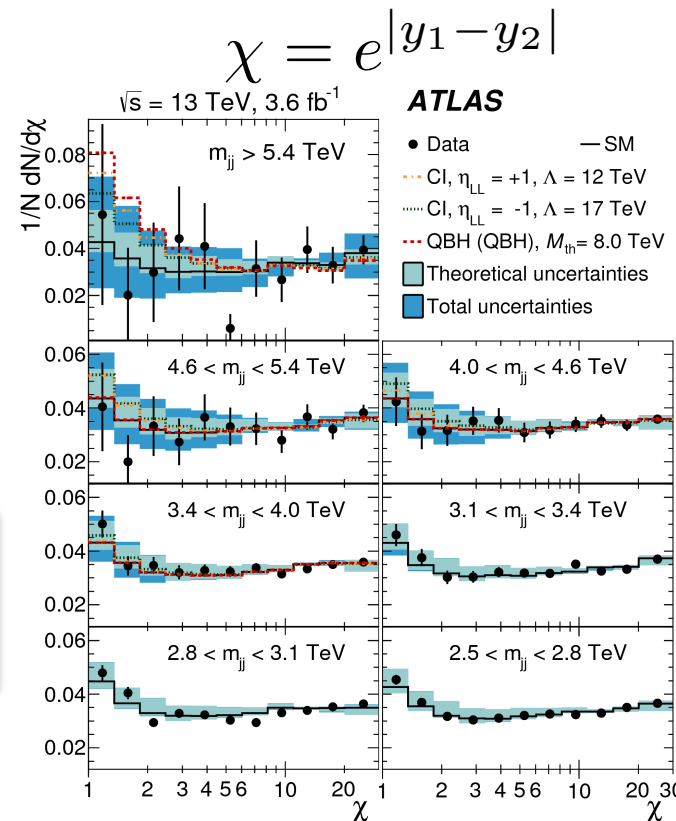 χ = e^|y₁−y₂|
√s = 13 TeV, 3.6 fb⁻¹
ATLAS
Data
SM
CI, η_LL = +1, Λ = 12 TeV
CI, η_LL = -1, Λ = 17 TeV
QBH (QBH), M_th = 8.0 TeV
Theoretical uncertainties
Total uncertainties
1/N dN/dχ
m_jj > 5.4 TeV
0.08
0.06
0.04
0.02
4.6 < m_jj < 5.4 TeV
0.06
0.04
0.02
4.0 < m_jj < 4.6 TeV
3.4 < m_jj < 4.0 TeV
0.06
0.04
0.02
3.1 < m_jj < 3.4 TeV
2.8 < m_jj < 3.1 TeV
0.06
0.04
0.02
2.5 < m_jj < 2.8 TeV
1 2 3 4 5 6 10 20
1 2 3 4 5 6 10 20 30
χ
χ